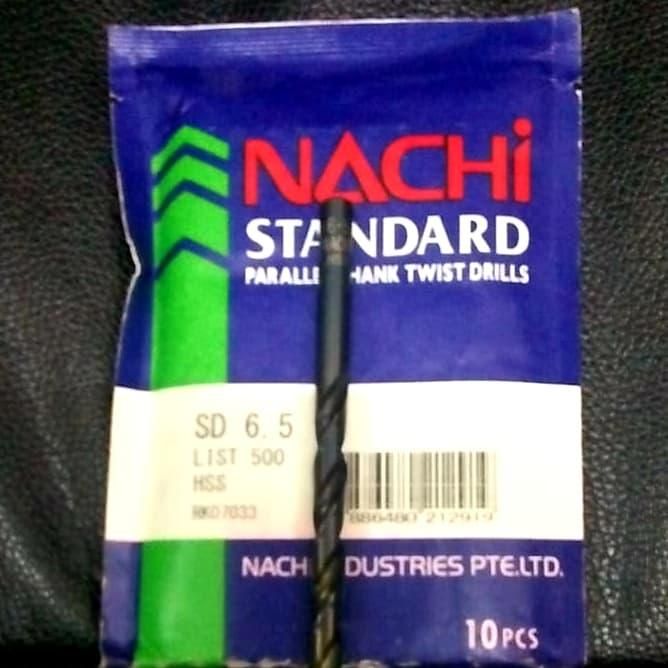 NACHi
STANDARD
PARALLE HANK TWIST DRILLS
SD 6.5
LIST 500
HSS
RKD7033
886480 212919
NACH DUSTRIES PTE.LTD.
10PCS